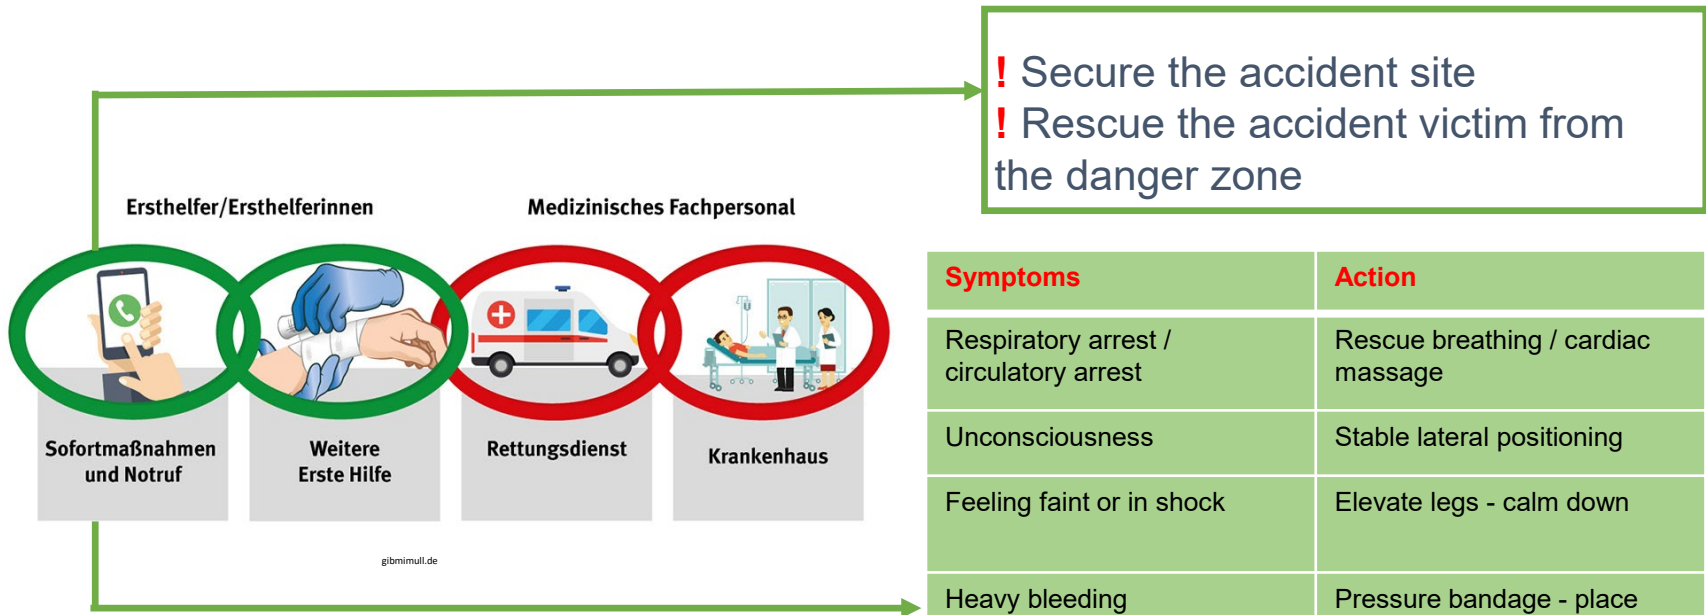 ! Secure the accident site
! Rescue the accident victim from
the danger zone
Ersthelfer/Ersthelferinnen
Medizinisches Fachpersonal
Sofortmaßnahmen
und Notruf
Weitere
Erste Hilfe
Rettungsdienst
Krankenhaus
gibmimull.de
Symptoms
Action
Respiratory arrest /
circulatory arrest
Rescue breathing / cardiac
massage
Unconsciousness
Stable lateral positioning
Feeling faint or in shock
Elevate legs - calm down
Heavy bleeding
Pressure bandage - place